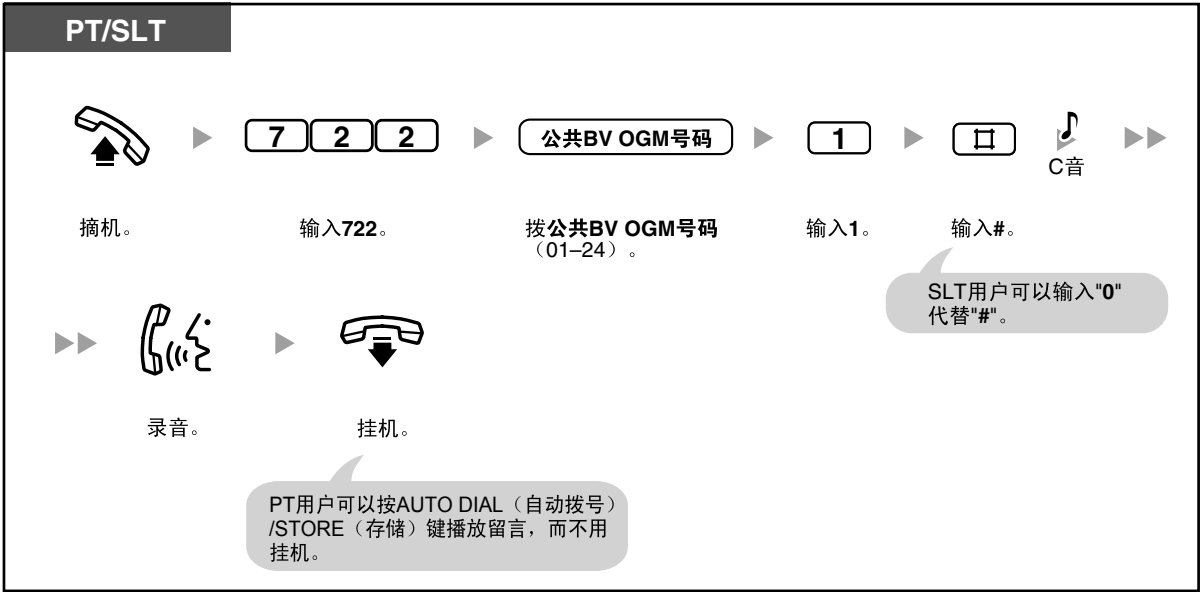 PT/SLT
7 2 2
公共BV OGM号码
1
#
C音
摘机。
输入722。
拨公共BV OGM号码
（01–24）。
输入1。
输入#。
SLT用户可以输入"0"
代替"#"。
录音。
挂机。
PT用户可以按AUTO DIAL（自动拨号）
/STORE（存储）键播放留言，而不用
挂机。